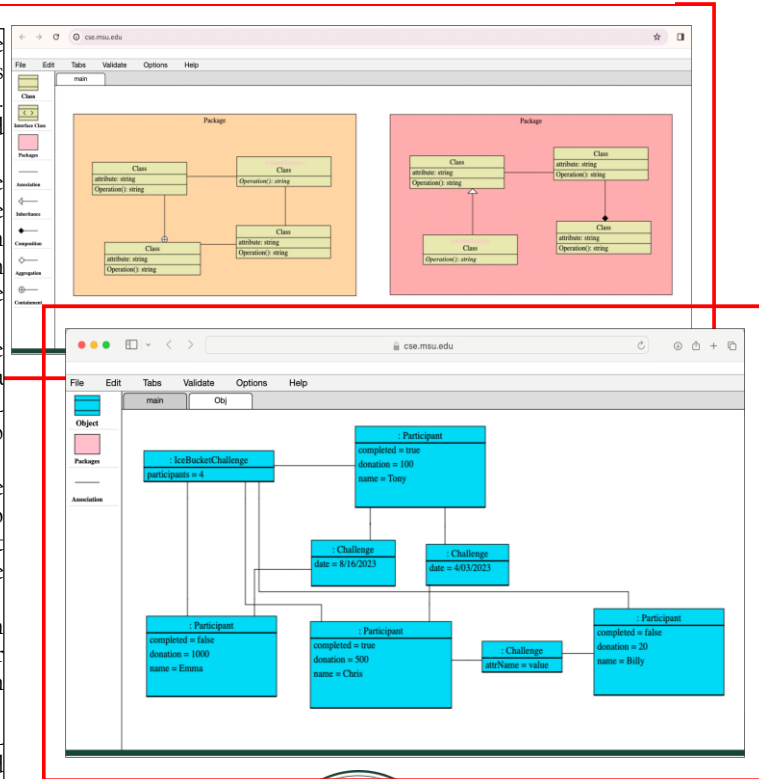 cse.msu.edu
File Edit Tabs Validate Options Help
main
Class
Interface Class
Packages
Association
Inheritance
Composition
Aggregation
Containment
Package
Class
attribute: string
Operation(): string
Class
Operation(): string
Class
attribute: string
Operation(): string
Class
attribute: string
Operation(): string
Package
Class
attribute: string
Operation(): string
Class
attribute: string
Operation(): string
Class
Operation(): string
Class
attribute: string
Operation(): string
cse.msu.edu
File Edit Tabs Validate Options Help
main Obj
Object
Packages
Association
: Participant
completed = true
donation = 100
name = Tony
: IceBucketChallenge
participants = 4
: Challenge
date = 8/16/2023
: Challenge
date = 4/03/2023
: Participant
completed = false
donation = 1000
name = Emma
: Participant
completed = true
donation = 500
name = Chris
: Challenge
attrName = value
: Participant
completed = false
donation = 20
name = Billy